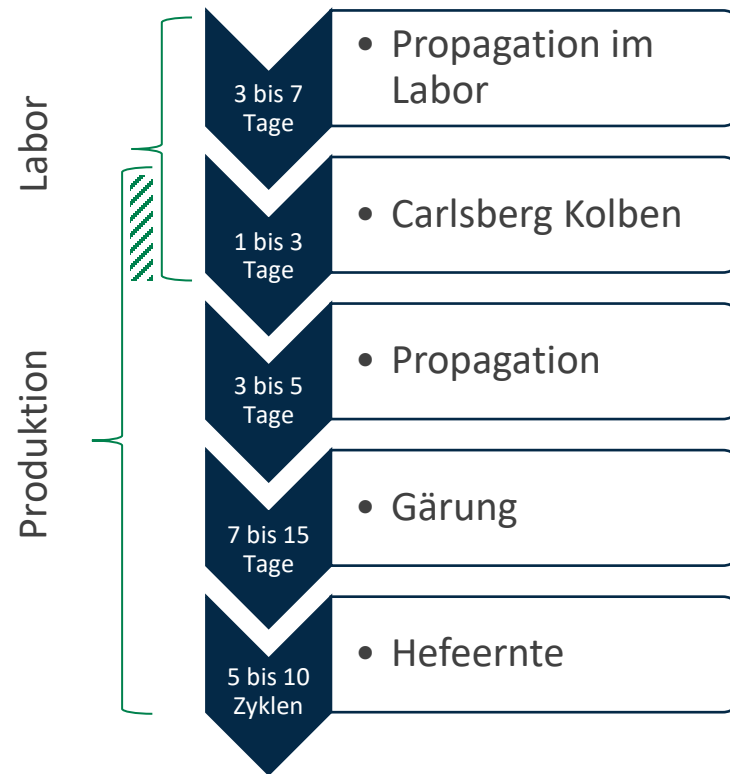 Labor
Produktion
3 bis 7
Tage
• Propagation im
Labor
1 bis 3
Tage
• Carlsberg Kolben
3 bis 5
Tage
• Propagation
7 bis 15
Tage
• Gärung
5 bis 10
Zyklen
• Hefeernte